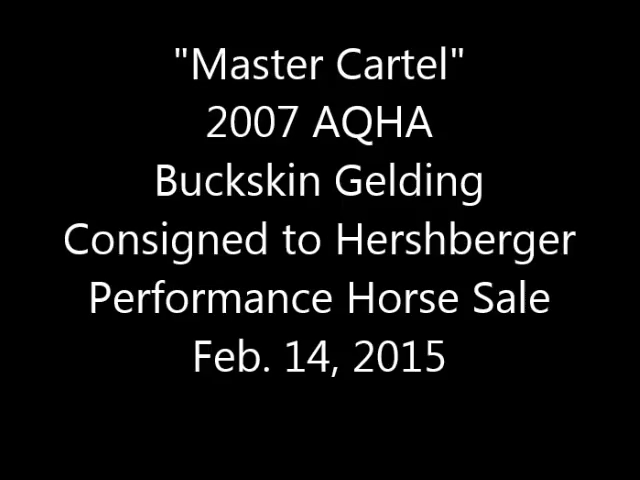 "Master Cartel"
2007 AQHA
Buckskin Gelding
Consigned to Hershberger
Performance Horse Sale
Feb. 14, 2015